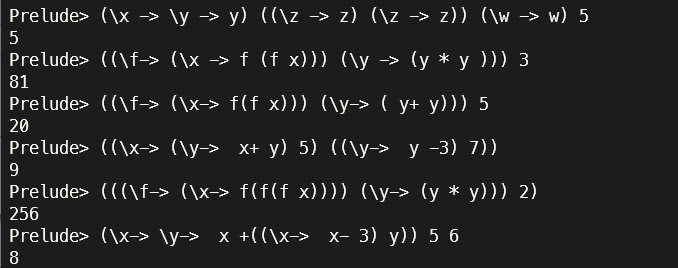 Prelude> (\x -> \y -> y) ((\z -> z) (\z -> z)) (\w -> w) 5
5
Prelude> ((\f-> (\x -> f (f x))) (\y -> (y * y ))) 3
81
Prelude> ((\f-> (\x-> f(f x))) (\y-> ( y+ y))) 5
20
Prelude> ((\x-> (\y->  x+ y) 5) ((\y->  y -3) 7))
9
Prelude> (((\f-> (\x-> f(f(f x)))) (\y-> (y * y))) 2)
256
Prelude> (\x-> \y->  x +((\x->  x- 3) y)) 5 6
8